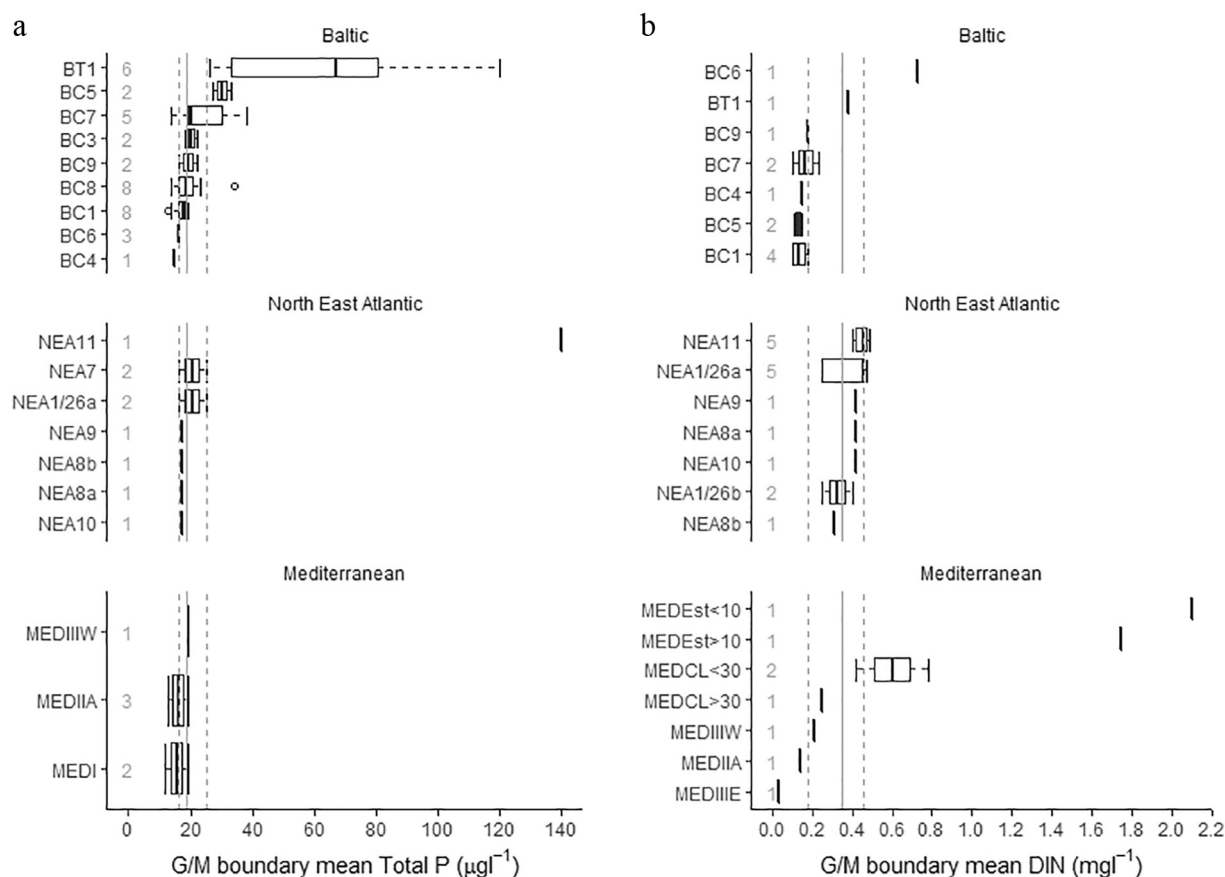 a
Baltic
BT1 6
BC5 2
BC7 5
BC3 2
BC9 2
BC8 8
BC1 8
BC6 3
BC4 1
North East Atlantic
NEA11 1
NEA7 2
NEA1/26a 2
NEA9 1
NEA8b 1
NEA8a 1
NEA10 1
Mediterranean
MEDIIIW 1
MEDIIA 3
MEDI 2
0 20 40 60 80 100 120 140
G/M boundary mean Total P (μgl⁻¹)
b
Baltic
BC6 1
BT1 1
BC9 1
BC7 2
BC4 1
BC5 2
BC1 4
North East Atlantic
NEA11 5
NEA1/26a 5
NEA9 1
NEA8a 1
NEA10 1
NEA1/26b 2
NEA8b 1
Mediterranean
MEDEst<10 1
MEDEst>10 1
MEDCL<30 2
MEDCL>30 1
MEDIIIW 1
MEDIIA 1
MEDIIIE 1
0.0 0.2 0.4 0.6 0.8 1.0 1.2 1.4 1.6 1.8 2.0 2.2
G/M boundary mean DIN (mgl⁻¹)